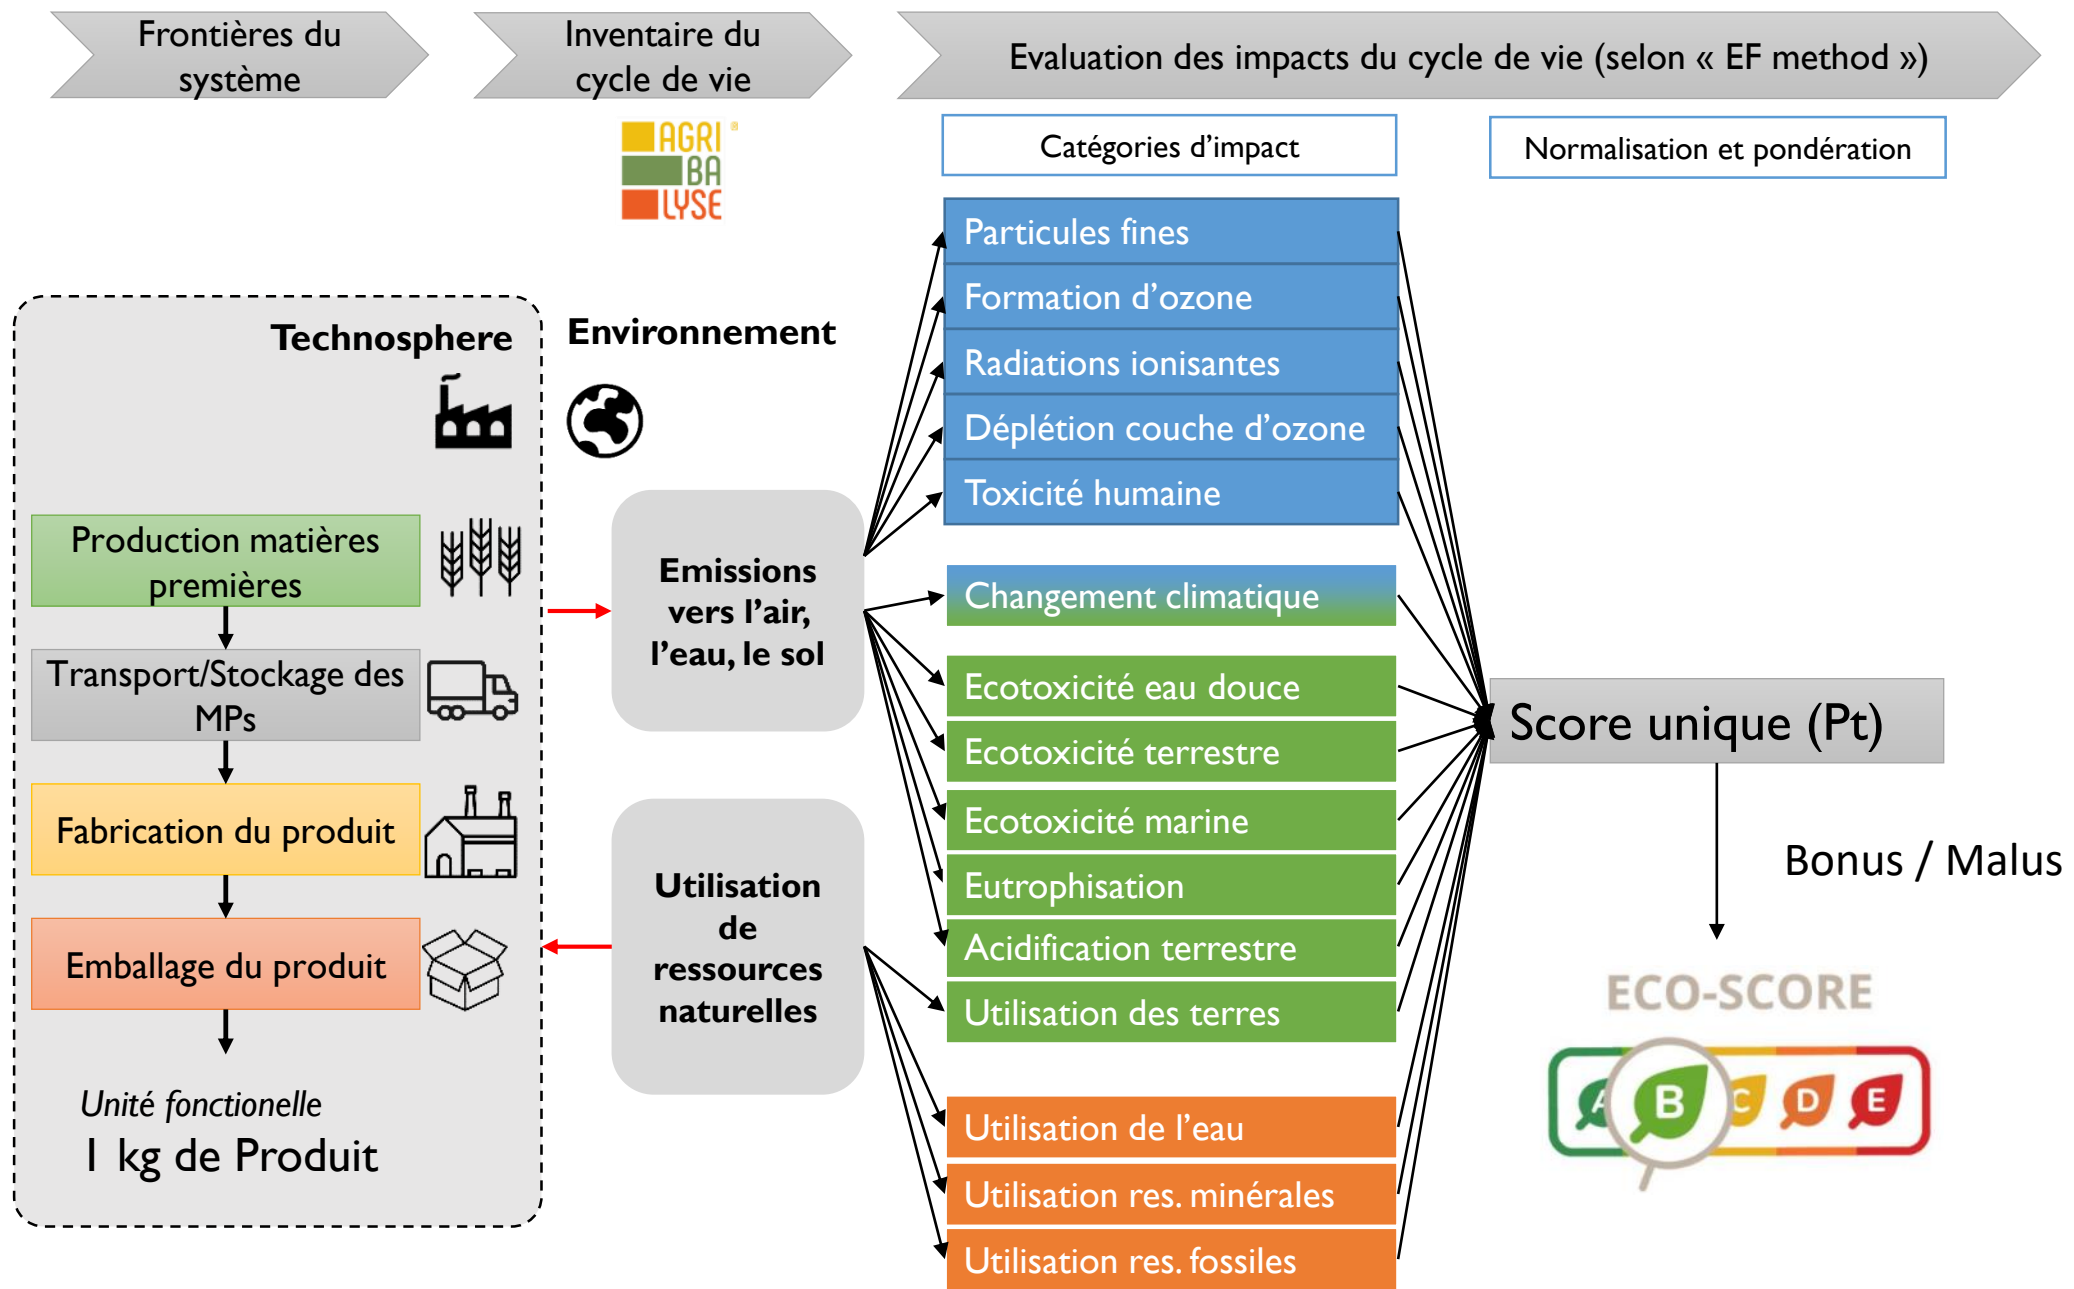 Frontières du
système
Inventaire du
cycle de vie
Evaluation des impacts du cycle de vie (selon « EF method »)
AGRI
BA
LYSE
Catégories d’impact
Normalisation et pondération
Technosphere
Environnement
Production matières
premières
Transport/Stockage des
MPs
Fabrication du produit
Emballage du produit
Unité fonctionelle
1 kg de Produit
Emissions
vers l’air,
l’eau, le sol
Utilisation
de
ressources
naturelles
Particules fines
Formation d’ozone
Radiations ionisantes
Déplétion couche d’ozone
Toxicité humaine
Changement climatique
Ecotoxicité eau douce
Ecotoxicité terrestre
Ecotoxicité marine
Eutrophisation
Acidification terrestre
Utilisation des terres
Utilisation de l’eau
Utilisation res. minérales
Utilisation res. fossiles
Score unique (Pt)
Bonus / Malus
ECO-SCORE
A B C D E